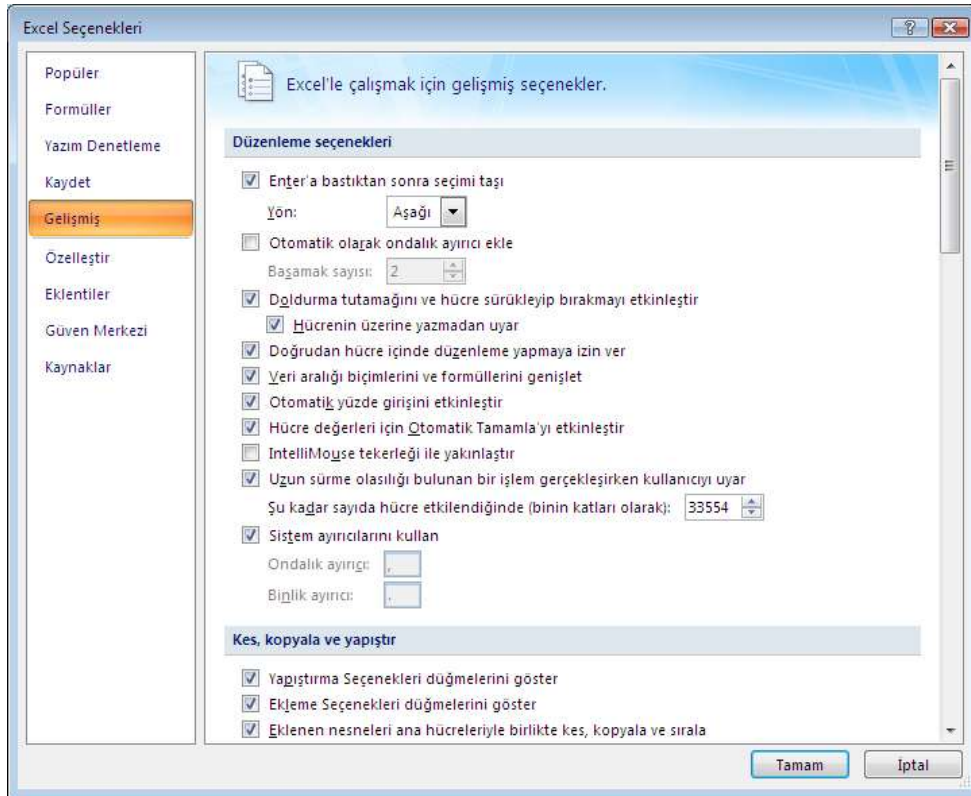 Excel Seçenekleri
Popüler
Formüller
Yazım Denetleme
Kaydet
Gelişmiş
Özelleştir
Eklentiler
Güven Merkezi
Kaynaklar
Excel'le çalışmak için gelişmiş seçenekler.
Düzenleme seçenekleri
Enter'a bastıktan sonra seçimi taşı
Yön: Aşağı
Otomatik olarak ondalık ayırıcı ekle
Başamak sayısı: 2
Doldurma tutamağını ve hücre sürükleyip bırakmayı etkinleştir
Hücrenin üzerine yazmadan uyar
Doğrudan hücre içinde düzenleme yapmaya izin ver
Veri aralığı biçimlerini ve formüllerini genişlet
Otomatik yüzde girişini etkinleştir
Hücre değerleri için Otomatik Tamamla'yı etkinleştir
IntelliMouse tekerleği ile yakınlaştır
Uzun sürme olasılığı bulunan bir işlem gerçekleşirken kullanıcıyı uyar
Şu kadar sayıda hücre etkilendiğinde (binin katları olarak): 33554
Sistem ayırıcılarını kullan
Ondalık ayırıcı: ,
Binlik ayırıcı: .
Kes, kopyala ve yapıştır
Yapıştırma Seçenekleri düğmelerini göster
Ekleme Seçenekleri düğmelerini göster
Eklenen nesneleri ana hücreleriyle birlikte kes, kopyala ve sırala
Tamam İptal